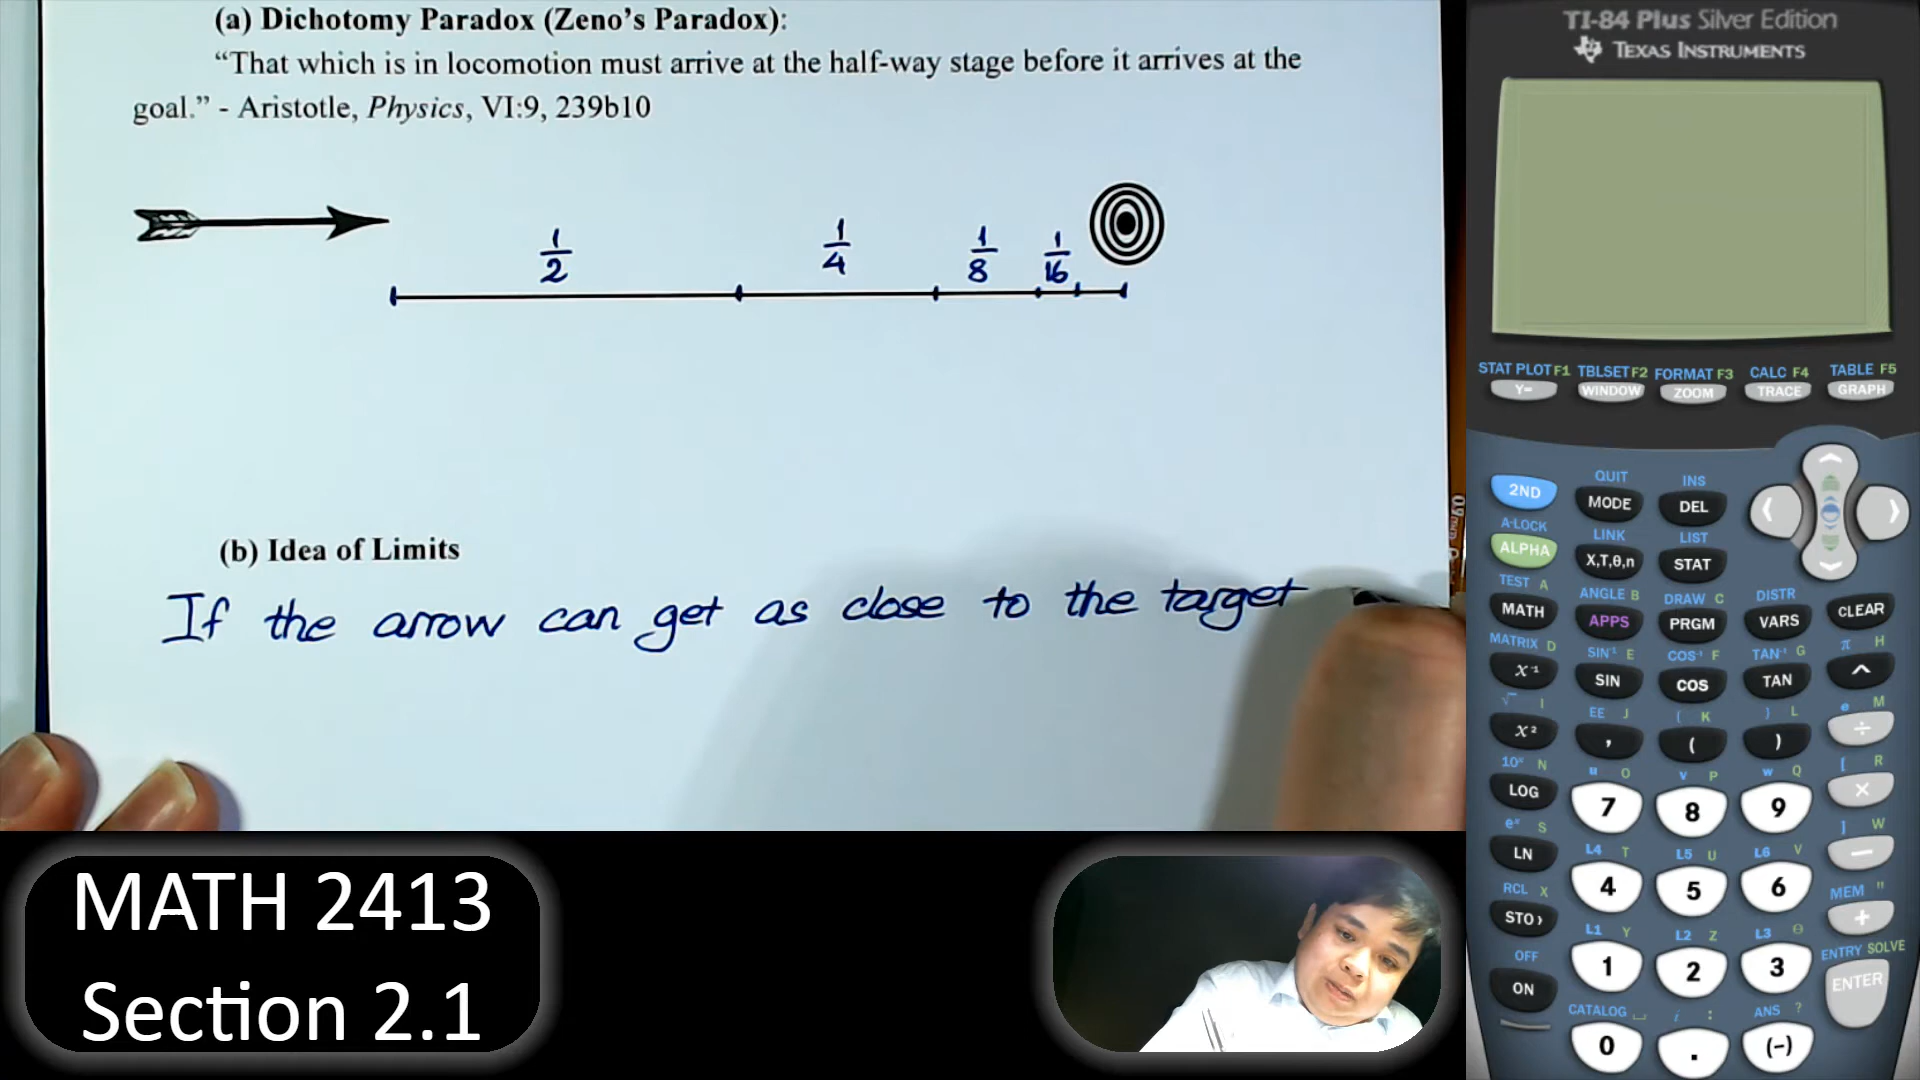 (a) Dichotomy Paradox (Zeno's Paradox):
“That which is in locomotion must arrive at the half-way stage before it arrives at the
goal.” - Aristotle, Physics, VI:9, 239b10
1/2 1/4 1/8 1/16
(b) Idea of Limits
If the arrow can get as close to the target
MATH 2413
Section 2.1
TI-84 Plus Silver Edition
TEXAS INSTRUMENTS
STAT PLOT F1 TBLSET F2 FORMAT F3 CALC F4 TABLE F5
Y= WINDOW ZOOM TRACE GRAPH
QUIT INS
2ND MODE DEL
A-LOCK LINK LIST
ALPHA X,T,θ,n STAT
TEST A ANGLE B DRAW C DISTR
MATH APPS PRGM VARS CLEAR
MATRIX D SIN⁻¹ E COS⁻¹ F TAN⁻¹ G π H
x⁻¹ SIN COS TAN ^
√ I EE J { K } L e M
x² , ( ) ÷
10ˣ N u O v P w Q [ R
LOG 7 8 9 ×
eˣ S L4 T L5 U L6 V ] W
LN 4 5 6 −
RCL X L1 Y L2 Z L3 θ MEM "
STO› 1 2 3 +
OFF CATALOG ⎵ i : ANS ? ENTRY SOLVE
ON 0 . (-) ENTER